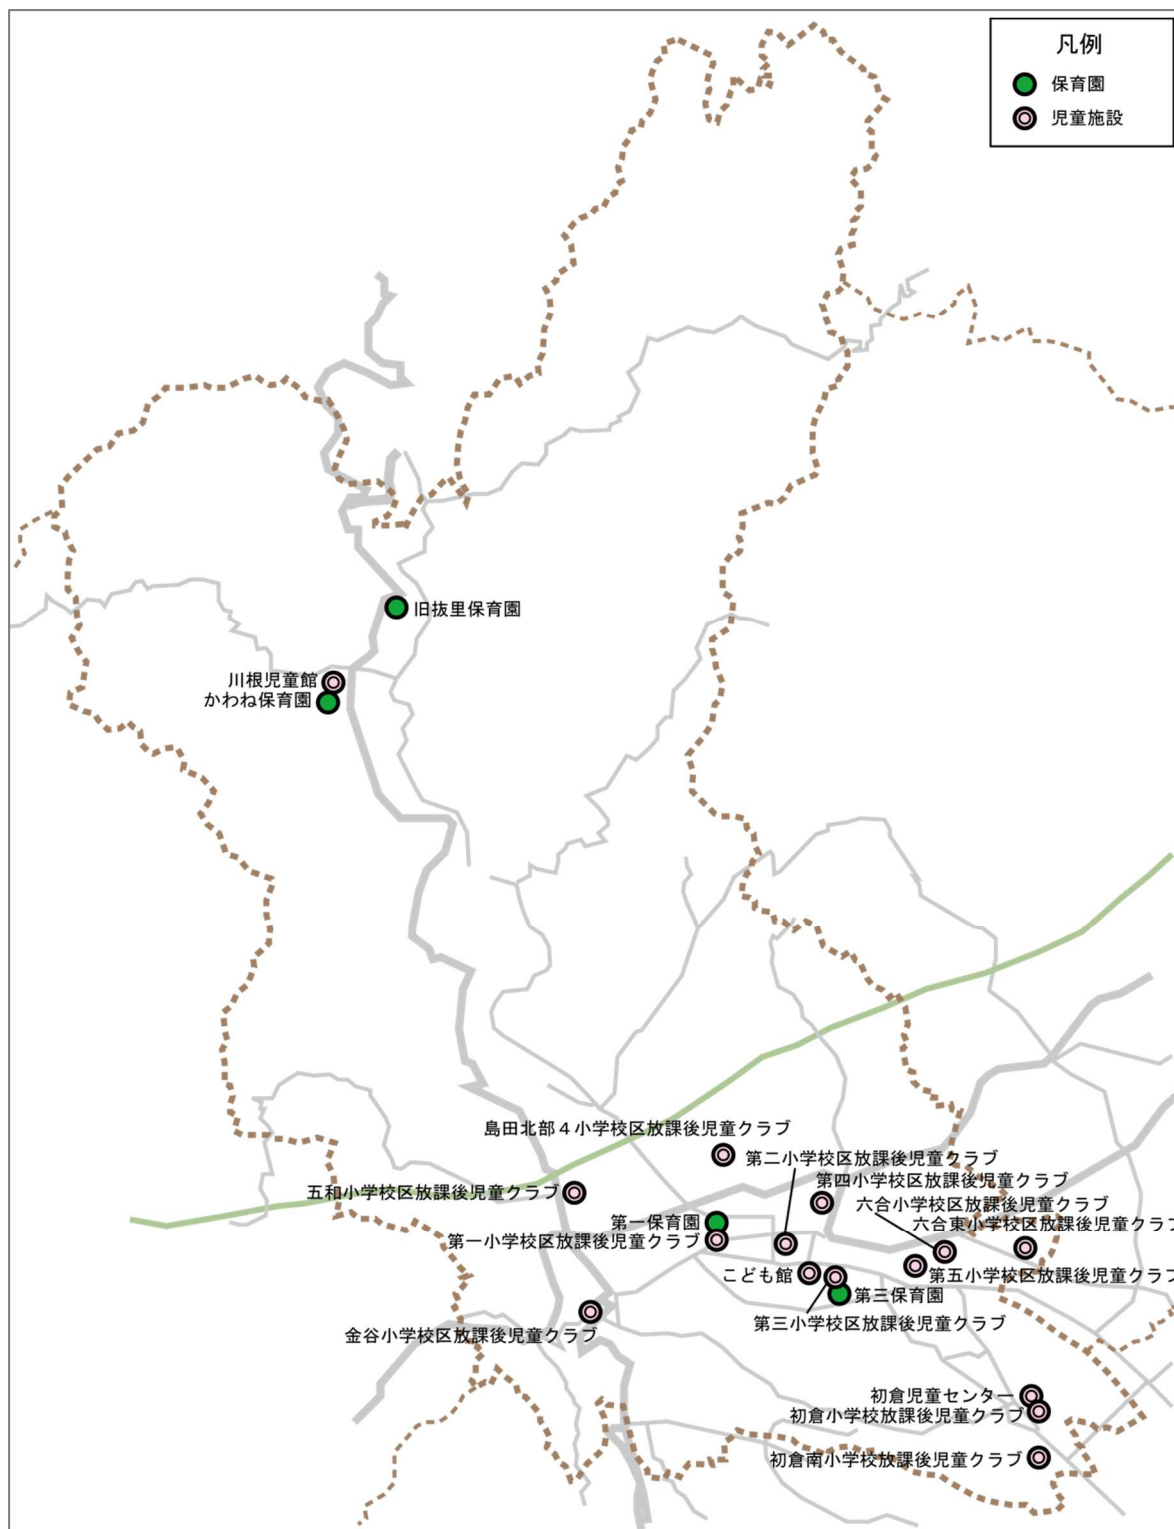 凡例
保育園
児童施設
旧抜里保育園
川根児童館
かわね保育園
島田北部４小学校区放課後児童クラブ
第二小学校区放課後児童クラブ
第四小学校区放課後児童クラブ
五和小学校区放課後児童クラブ
六合小学校区放課後児童クラブ
六合東小学校区放課後児童クラブ
第一保育園
第一小学校区放課後児童クラブ
こども館
第五小学校区放課後児童クラブ
第三保育園
第三小学校区放課後児童クラブ
金谷小学校区放課後児童クラブ
初倉児童センター
初倉小学校放課後児童クラブ
初倉南小学校放課後児童クラブ